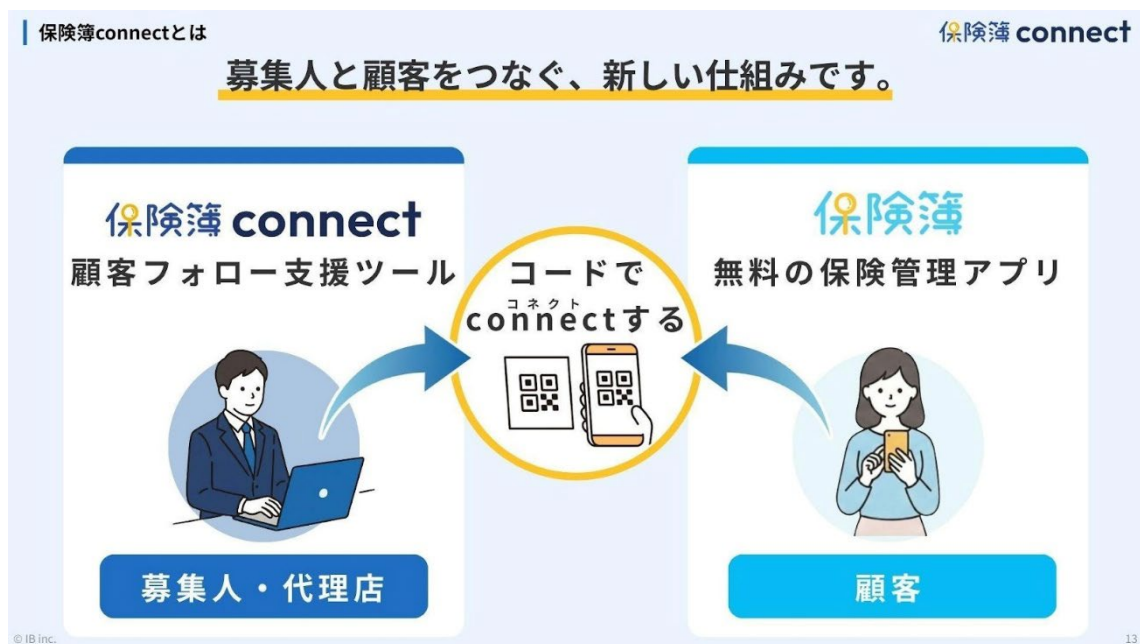 保険簿connectとは
保険簿 connect
募集人と顧客をつなぐ、新しい仕組みです。
保険簿 connect
顧客フォロー支援ツール
募集人・代理店
コードで
コネクト
connectする
保険簿
無料の保険管理アプリ
顧客
© IB inc.
13